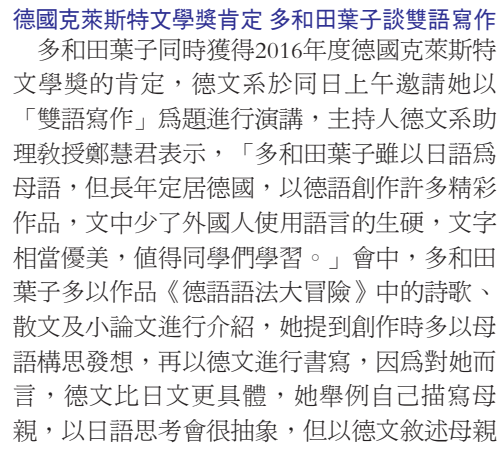 德國克萊斯特文學獎肯定 多和田葉子談雙語寫作
多和田葉子同時獲得2016年度德國克萊斯特
文學獎的肯定，德文系於同日上午邀請她以
「雙語寫作」爲題進行演講，主持人德文系助
理教授鄭慧君表示，「多和田葉子雖以日語爲
母語，但長年定居德國，以德語創作許多精彩
作品，文中少了外國人使用語言的生硬，文字
相當優美，值得同學們學習。」會中，多和田
葉子多以作品《德語語法大冒險》中的詩歌、
散文及小論文進行介紹，她提到創作時多以母
語構思發想，再以德文進行書寫，因爲對她而
言，德文比日文更具體，她舉例自己描寫母
親，以日語思考會很抽象，但以德文敘述母親